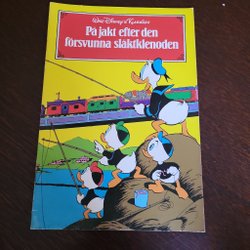 Walt Disney's Klassiker
På jakt efter den
försvunna släktklenoden